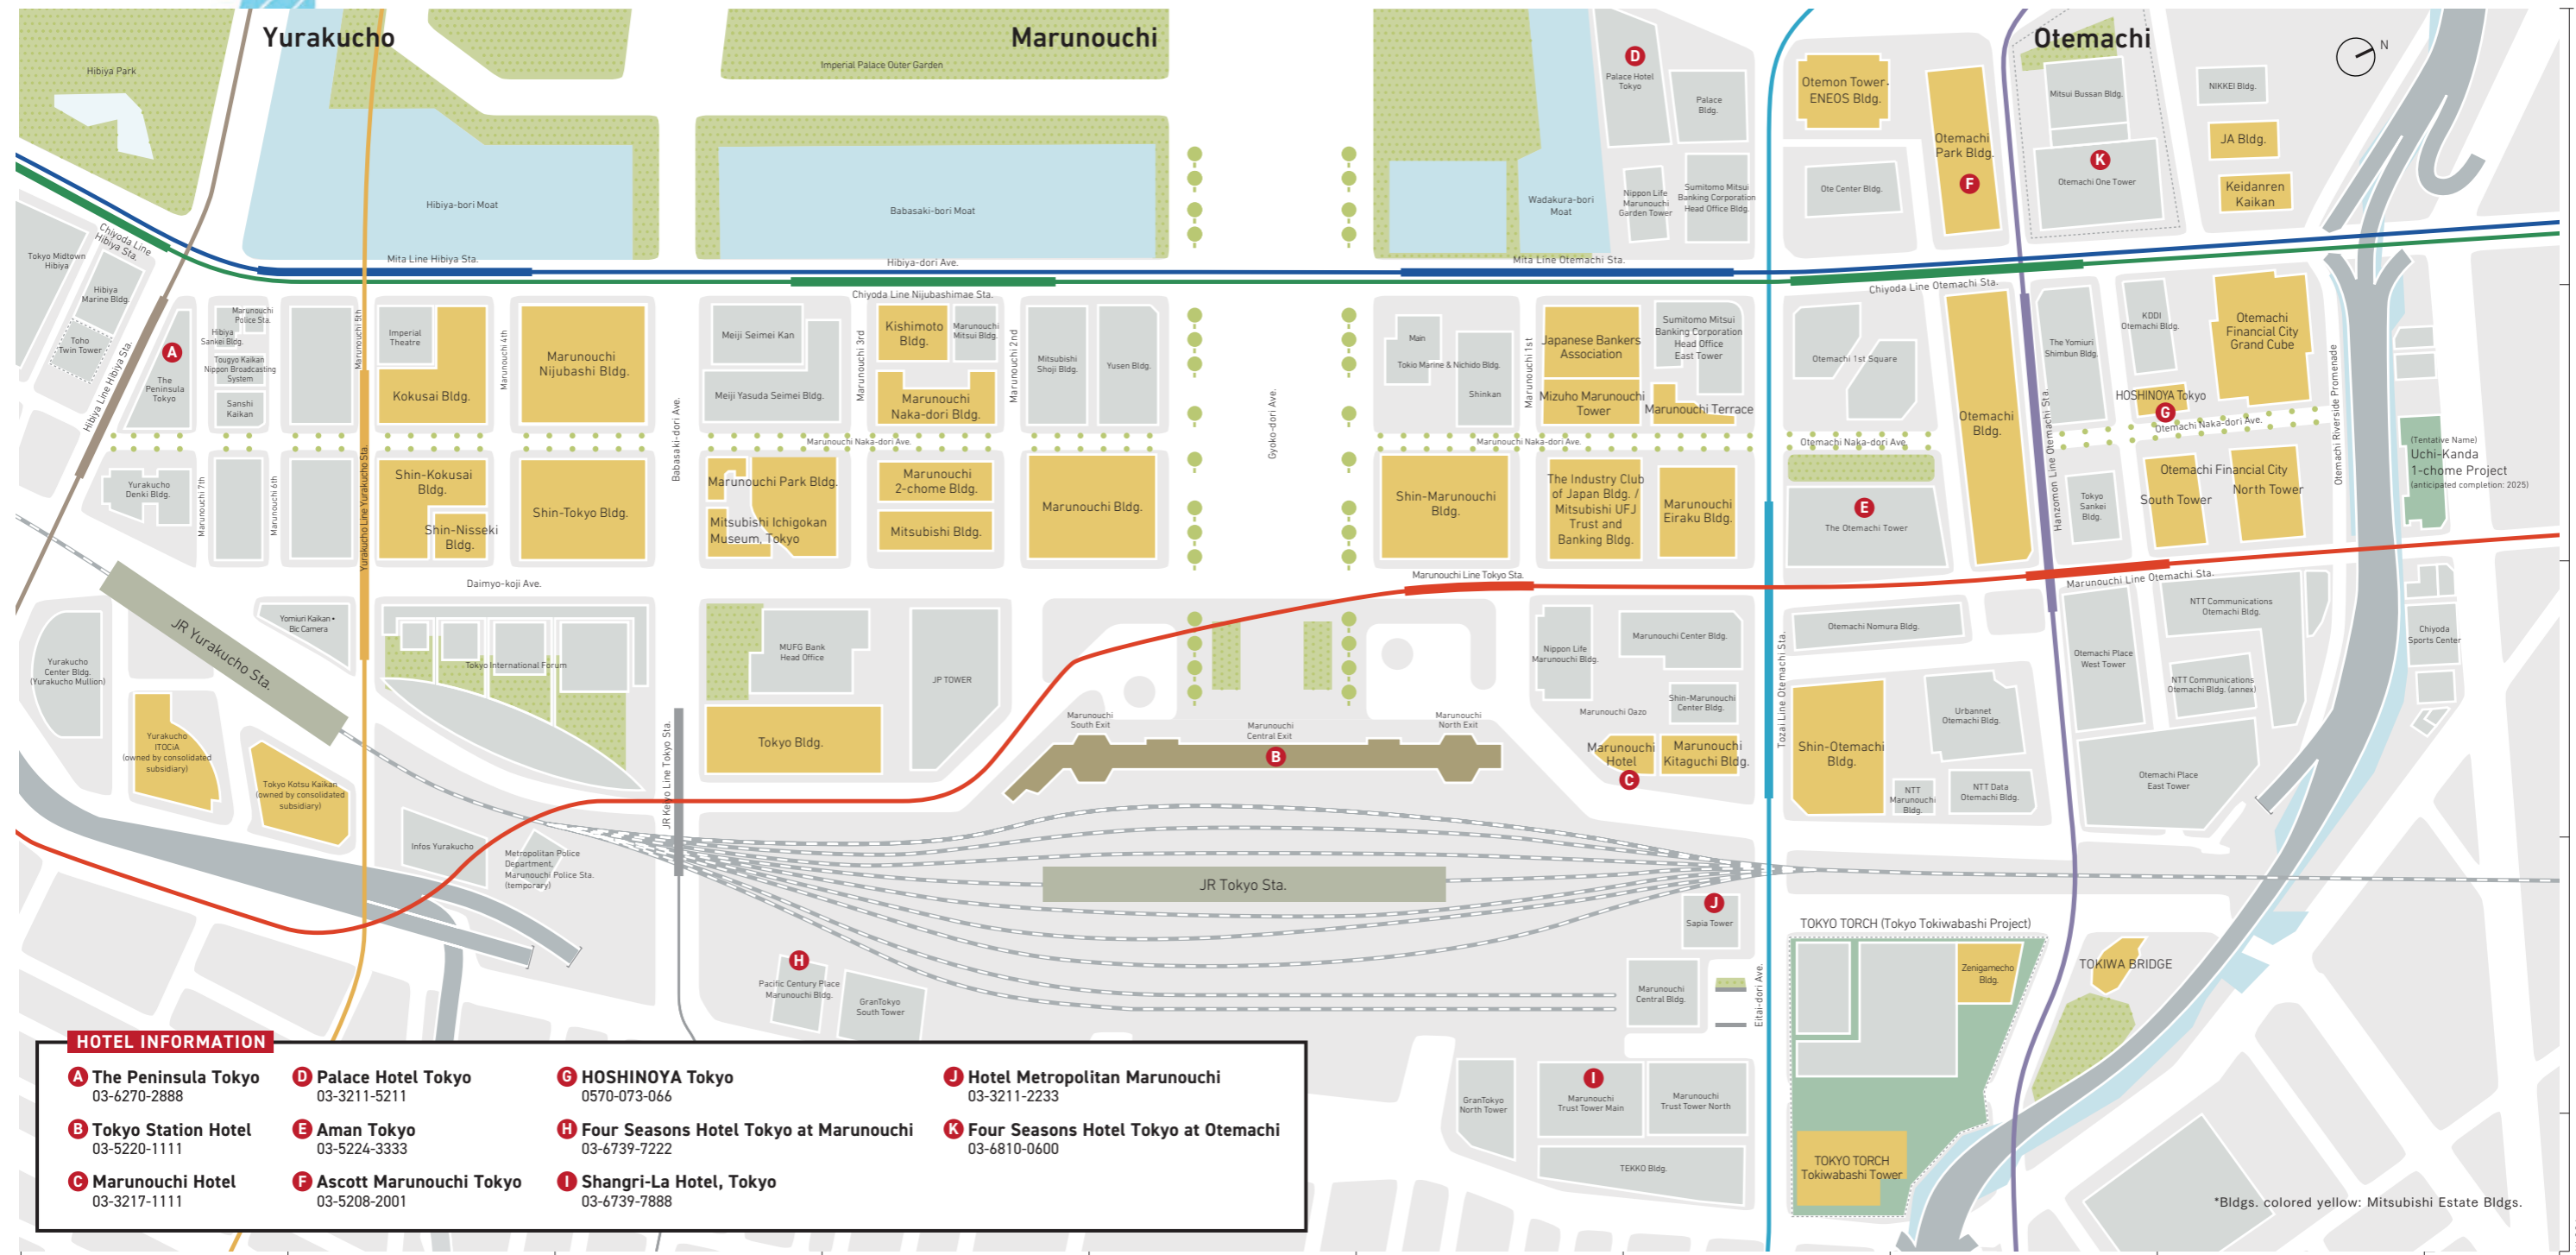 Yurakucho
Marunouchi
Otemachi
N
Hibiya Park
Imperial Palace Outer Garden
Palace Hotel
Tokyo
Palace
Bldg.
Otemon Tower・
ENEOS Bldg.
Otemachi
Park Bldg.
Mitsui Bussan Bldg.
NIKKEI Bldg.
JA Bldg.
Keidanren
Kaikan
Otemachi One Tower
Ote Center Bldg.
Nippon Life
Marunouchi
Garden Tower
Sumitomo Mitsui
Banking Corporation
Head Office Bldg.
Wadakura-bori
Moat
Hibiya-bori Moat
Babasaki-bori Moat
D
F
K
Tokyo Midtown
Hibiya
Chiyoda Line
Hibiya Sta.
Mita Line Hibiya Sta.
Hibiya-dori Ave.
Mita Line Otemachi Sta.
Chiyoda Line Nijubashimae Sta.
Chiyoda Line Otemachi Sta.
Hibiya
Marine Bldg.
Toho
Twin Tower
Hibiya Line Hibiya Sta.
A
The
Peninsula
Tokyo
Marunouchi
Police Sta.
Hibiya
Sankei Bldg.
Tougyo Kaikan
Nippon Broadcasting
System
Sanshi
Kaikan
Marunouchi 5th
Imperial
Theatre
Kokusai Bldg.
Marunouchi 4th
Marunouchi
Nijubashi Bldg.
Babasaki-dori Ave.
Meiji Seimei Kan
Meiji Yasuda Seimei Bldg.
Marunouchi 3rd
Kishimoto
Bldg.
Marunouchi
Mitsui Bldg.
Marunouchi
Naka-dori Bldg.
Marunouchi 2nd
Mitsubishi
Shoji Bldg.
Yusen Bldg.
Gyoko-dori Ave.
Main
Tokio Marine & Nichido Bldg.
Shinkan
Marunouchi 1st
Japanese Bankers
Association
Mizuho Marunouchi
Tower
Sumitomo Mitsui
Banking Corporation
Head Office
East Tower
Marunouchi Terrace
Otemachi 1st Square
Otemachi
Bldg.
The Yomiuri
Shimbun Bldg.
KDDI
Otemachi Bldg.
Otemachi
Financial City
Grand Cube
HOSHINOYA Tokyo
G
Otemachi Riverside Promenade
Marunouchi Naka-dori Ave.
Marunouchi Naka-dori Ave.
Otemachi Naka-dori Ave.
Otemachi Naka-dori Ave.
Hanzomon Line Otemachi Sta.
(Tentative Name)
Uchi-Kanda
1-chome Project
(anticipated completion: 2025)
Yurakucho
Denki Bldg.
Marunouchi 7th
Marunouchi 6th
Yurakucho Line Yurakucho Sta.
Shin-Kokusai
Bldg.
Shin-Nisseki
Bldg.
Shin-Tokyo Bldg.
Marunouchi Park Bldg.
Mitsubishi Ichigokan
Museum, Tokyo
Marunouchi
2-chome Bldg.
Mitsubishi Bldg.
Marunouchi Bldg.
Shin-Marunouchi
Bldg.
The Industry Club
of Japan Bldg. /
Mitsubishi UFJ
Trust and
Banking Bldg.
Marunouchi
Eiraku Bldg.
E
The Otemachi Tower
Tokyo
Sankei
Bldg.
Otemachi Financial City
South Tower
North Tower
Daimyo-koji Ave.
Marunouchi Line Tokyo Sta.
Marunouchi Line Otemachi Sta.
JR Yurakucho Sta.
Yomiuri Kaikan・
Bic Camera
Yurakucho
Center Bldg.
(Yurakucho Mullion)
Tokyo International Forum
MUFG Bank
Head Office
JP TOWER
Tokyo Bldg.
JR Keiyo Line Tokyo Sta.
Yurakucho
ITOCiA
(owned by consolidated
subsidiary)
Tokyo Kotsu Kaikan
(owned by consolidated
subsidiary)
Infos Yurakucho
Metropolitan Police
Department,
Marunouchi Police Sta.
(temporary)
Marunouchi
South Exit
Marunouchi
Central Exit
Marunouchi
North Exit
B
Nippon Life
Marunouchi Bldg.
Marunouchi Center Bldg.
Shin-Marunouchi
Center Bldg.
Marunouchi Oazo
Marunouchi
Hotel
C
Marunouchi
Kitaguchi Bldg.
Tozai Line Otemachi Sta.
Otemachi Nomura Bldg.
Shin-Otemachi
Bldg.
Urbannet
Otemachi Bldg.
NTT
Marunouchi
Bldg.
NTT Data
Otemachi Bldg.
Otemachi Place
West Tower
Otemachi Place
East Tower
NTT Communications
Otemachi Bldg.
NTT Communications
Otemachi Bldg. (annex)
Chiyoda
Sports Center
JR Tokyo Sta.
J
Sapia Tower
H
Pacific Century Place
Marunouchi Bldg.
GranTokyo
South Tower
Marunouchi
Central Bldg.
Eitai-dori Ave.
TOKYO TORCH (Tokyo Tokiwabashi Project)
Zenigamecho
Bldg.
TOKIWA BRIDGE
TOKYO TORCH
Tokiwabashi Tower
GranTokyo
North Tower
I
Marunouchi
Trust Tower Main
Marunouchi
Trust Tower North
TEKKO Bldg.
HOTEL INFORMATION
A The Peninsula Tokyo
03-6270-2888
B Tokyo Station Hotel
03-5220-1111
C Marunouchi Hotel
03-3217-1111
D Palace Hotel Tokyo
03-3211-5211
E Aman Tokyo
03-5224-3333
F Ascott Marunouchi Tokyo
03-5208-2001
G HOSHINOYA Tokyo
0570-073-066
H Four Seasons Hotel Tokyo at Marunouchi
03-6739-7222
I Shangri-La Hotel, Tokyo
03-6739-7888
J Hotel Metropolitan Marunouchi
03-3211-2233
K Four Seasons Hotel Tokyo at Otemachi
03-6810-0600
*Bldgs. colored yellow: Mitsubishi Estate Bldgs.